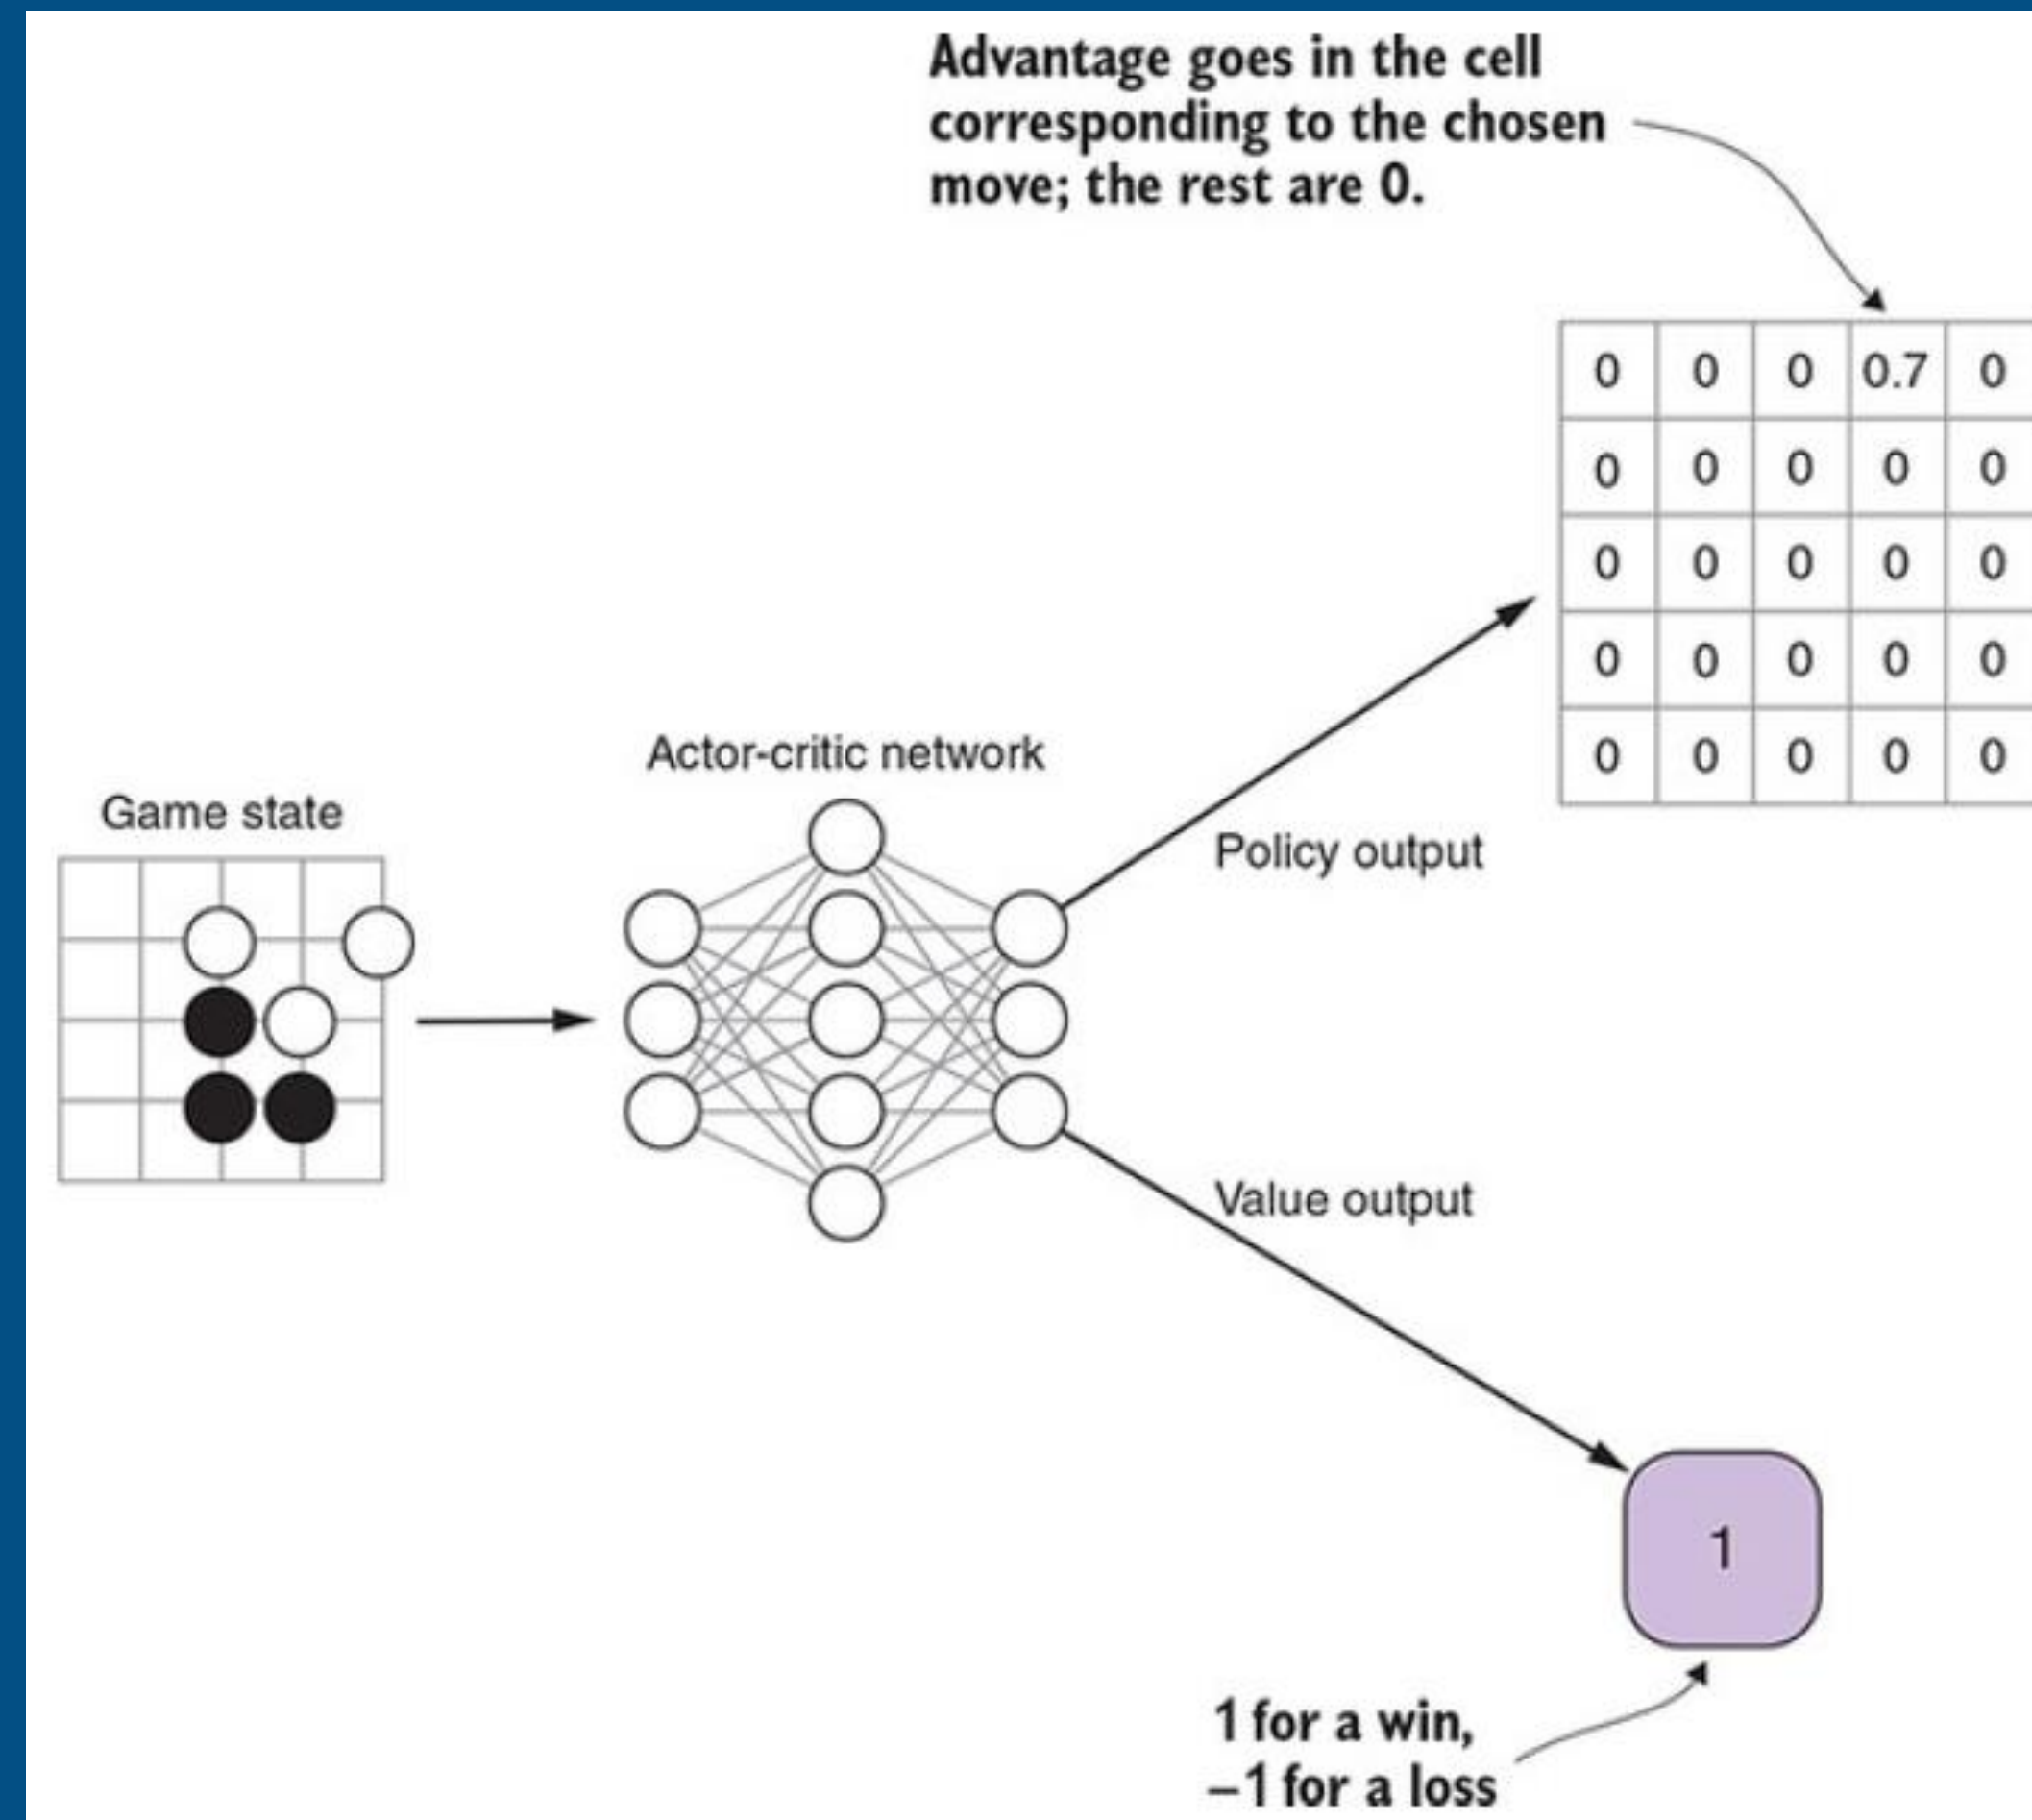 Advantage goes in the cell
corresponding to the chosen
move; the rest are 0.
0 0 0 0.7 0
0 0 0 0 0
0 0 0 0 0
0 0 0 0 0
0 0 0 0 0
Actor-critic network
Game state
Policy output
Value output
1
1 for a win,
–1 for a loss